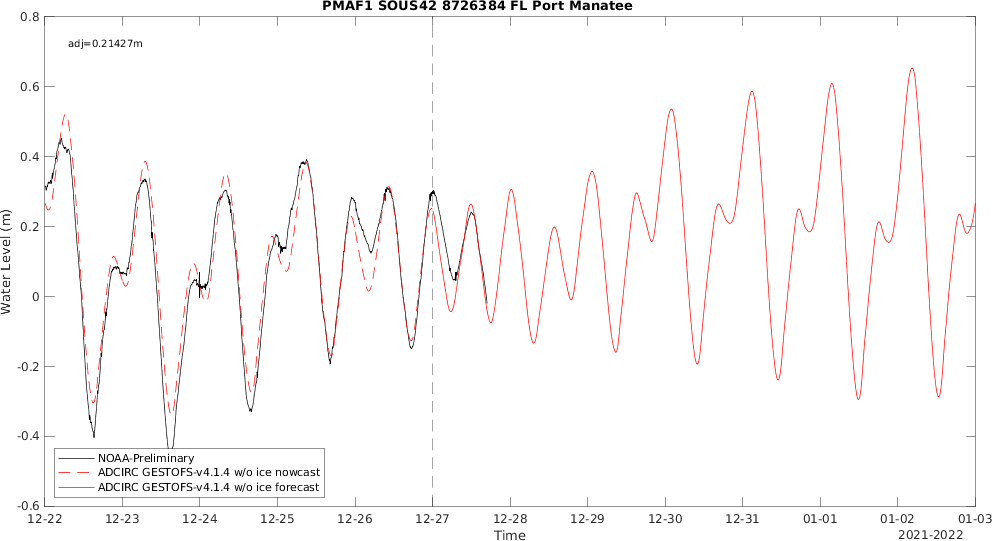 PMAF1 SOUS42 8726384 FL Port Manatee
adj=0.21427m
Water Level (m)
0.8
0.6
0.4
0.2
0
-0.2
-0.4
-0.6
NOAA-Preliminary
ADCIRC GESTOFS-v4.1.4 w/o ice nowcast
ADCIRC GESTOFS-v4.1.4 w/o ice forecast
12-22 12-23 12-24 12-25 12-26 12-27 12-28 12-29 12-30 12-31 01-01 01-02 01-03
Time
2021-2022